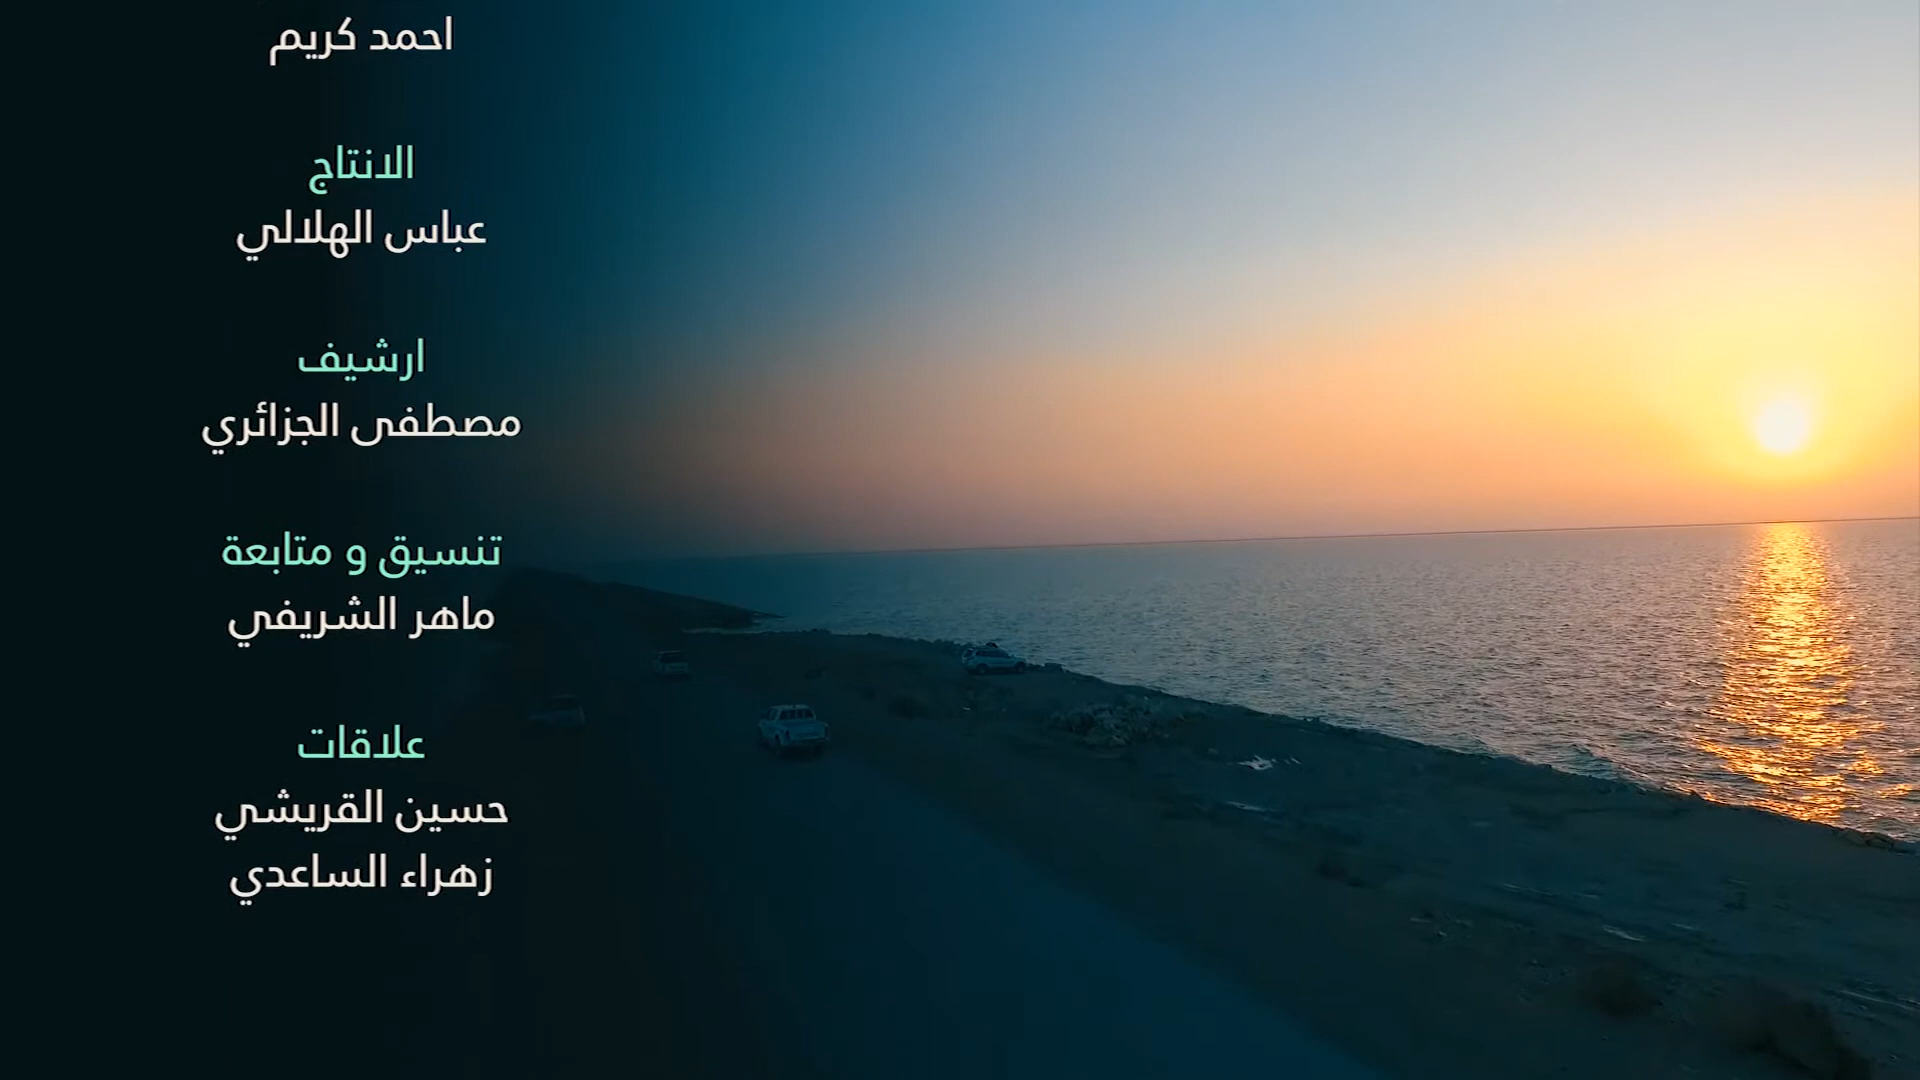 احمد كريم
الانتاج
عباس الهلالي
ارشيف
مصطفى الجزائري
تنسيق و متابعة
ماهر الشريفي
علاقات
حسين القريشي
زهراء الساعدي